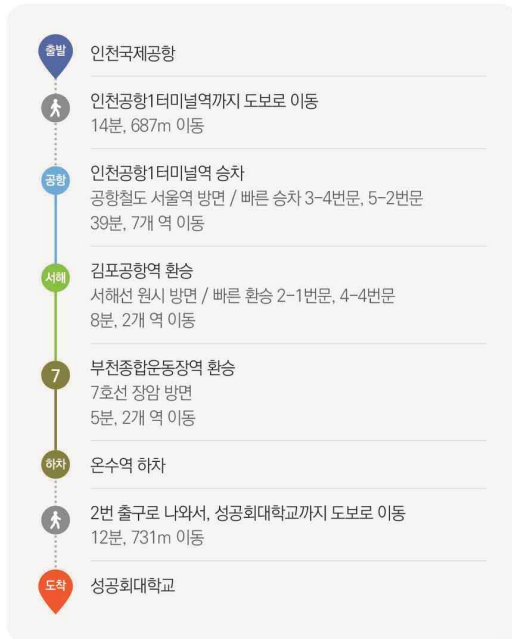 출발
인천국제공항
인천공항1터미널역까지 도보로 이동
14분, 687m 이동
공항
인천공항1터미널역 승차
공항철도 서울역 방면 / 빠른 승차 3-4번문, 5-2번문
39분, 7개 역 이동
서해
김포공항역 환승
서해선 원시 방면 / 빠른 환승 2-1번문, 4-4번문
8분, 2개 역 이동
7
부천종합운동장역 환승
7호선 장암 방면
5분, 2개 역 이동
하차
온수역 하차
2번 출구로 나와서, 성공회대학교까지 도보로 이동
12분, 731m 이동
도착
성공회대학교